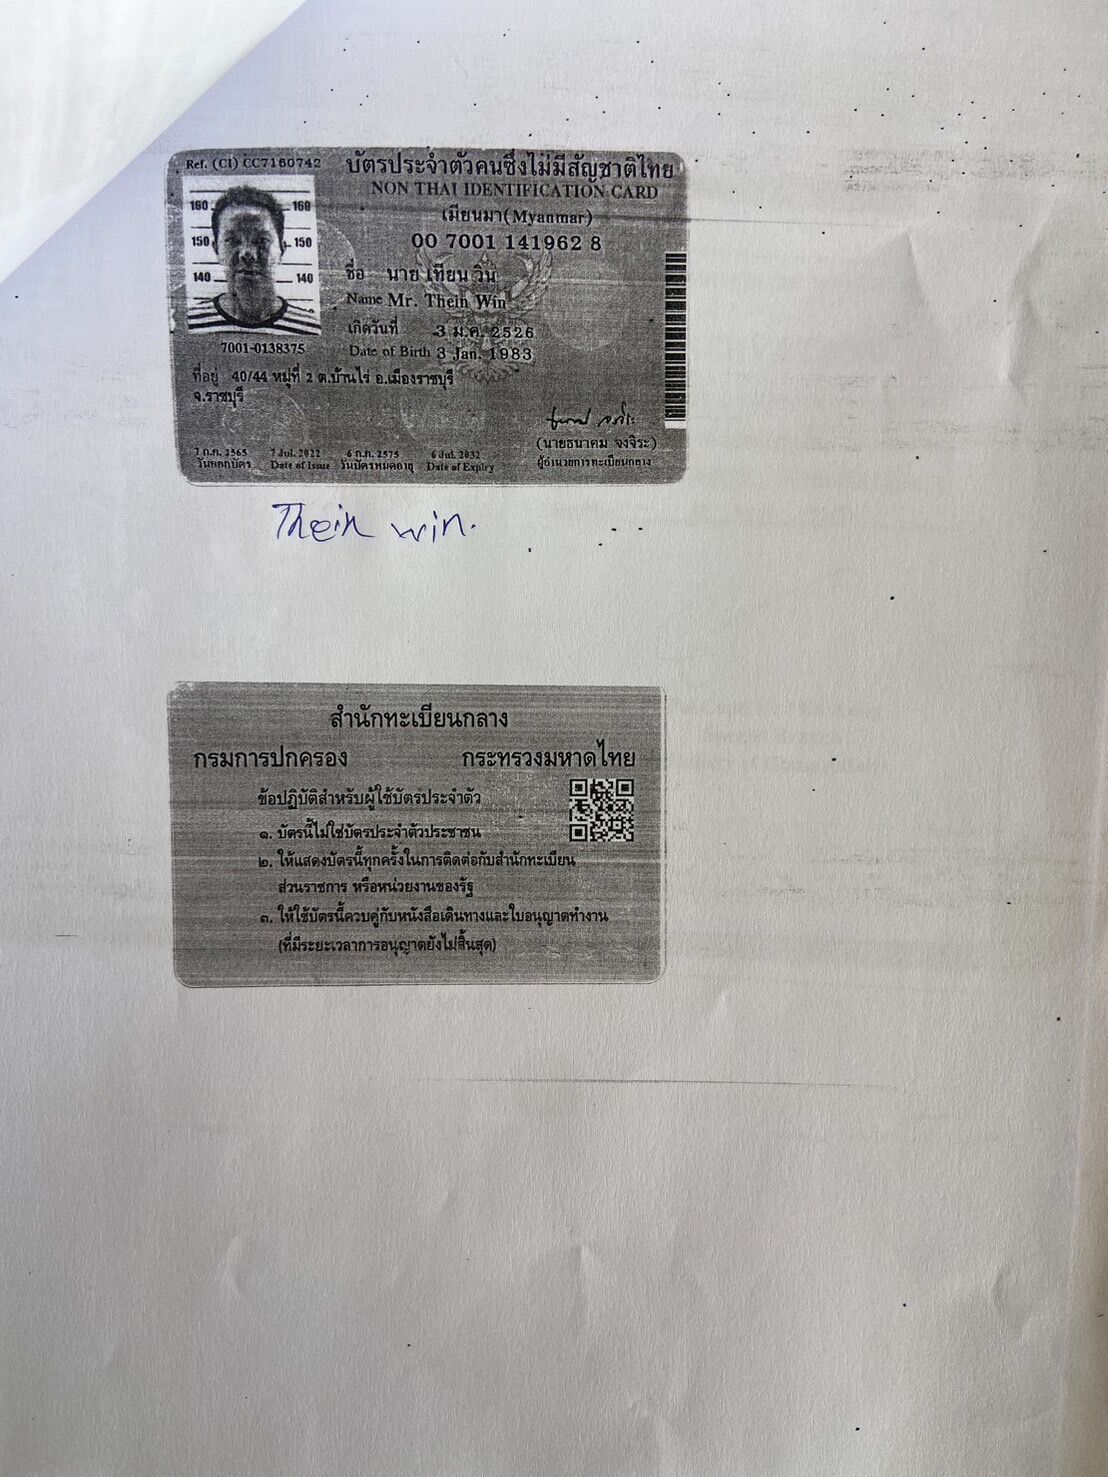 Ref. (CI) CC7160742
บัตรประจำตัวคนซึ่งไม่มีสัญชาติไทย
NON THAI IDENTIFICATION CARD
เมียนมา(Myanmar)
00 7001 141962 8
160 160
150 150
140 140
ชื่อ นาย เทียน วิน
Name Mr. Thein Win
เกิดวันที่ 3 ม.ค. 2526
Date of Birth 3 Jan. 1983
7001-0138375
ที่อยู่ 40/44 หมู่ที่ 2 ต.บ้านไร่ อ.เมืองราชบุรี
จ.ราชบุรี
(นายธนาคม จงจิระ)
ผู้อำนวยการทะเบียนกลาง
7 ก.ค. 2565 7 Jul. 2022 6 ก.ค. 2575 6 Jul. 2032
วันออกบัตร Date of Issue วันบัตรหมดอายุ Date of Expiry
Thein win.
สำนักทะเบียนกลาง
กรมการปกครอง กระทรวงมหาดไทย
ข้อปฏิบัติสำหรับผู้ใช้บัตรประจำตัว
๑. บัตรนี้ไม่ใช่บัตรประจำตัวประชาชน
๒. ให้แสดงบัตรนี้ทุกครั้งในการติดต่อกับสำนักทะเบียน
ส่วนราชการ หรือหน่วยงานของรัฐ
๓. ให้ใช้บัตรนี้ควบคู่กับหนังสือเดินทางและใบอนุญาตทำงาน
(ที่มีระยะเวลาการอนุญาตยังไม่สิ้นสุด)